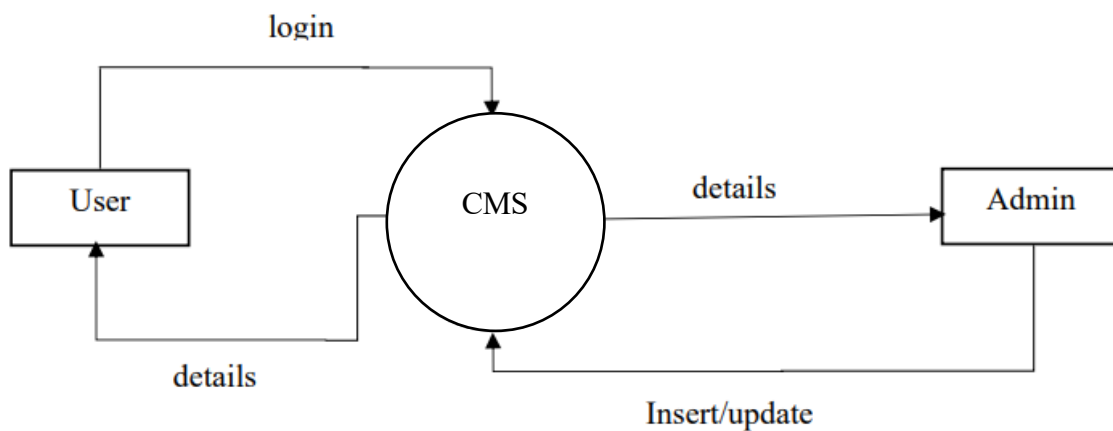 login
User
CMS
details
Admin
details
Insert/update